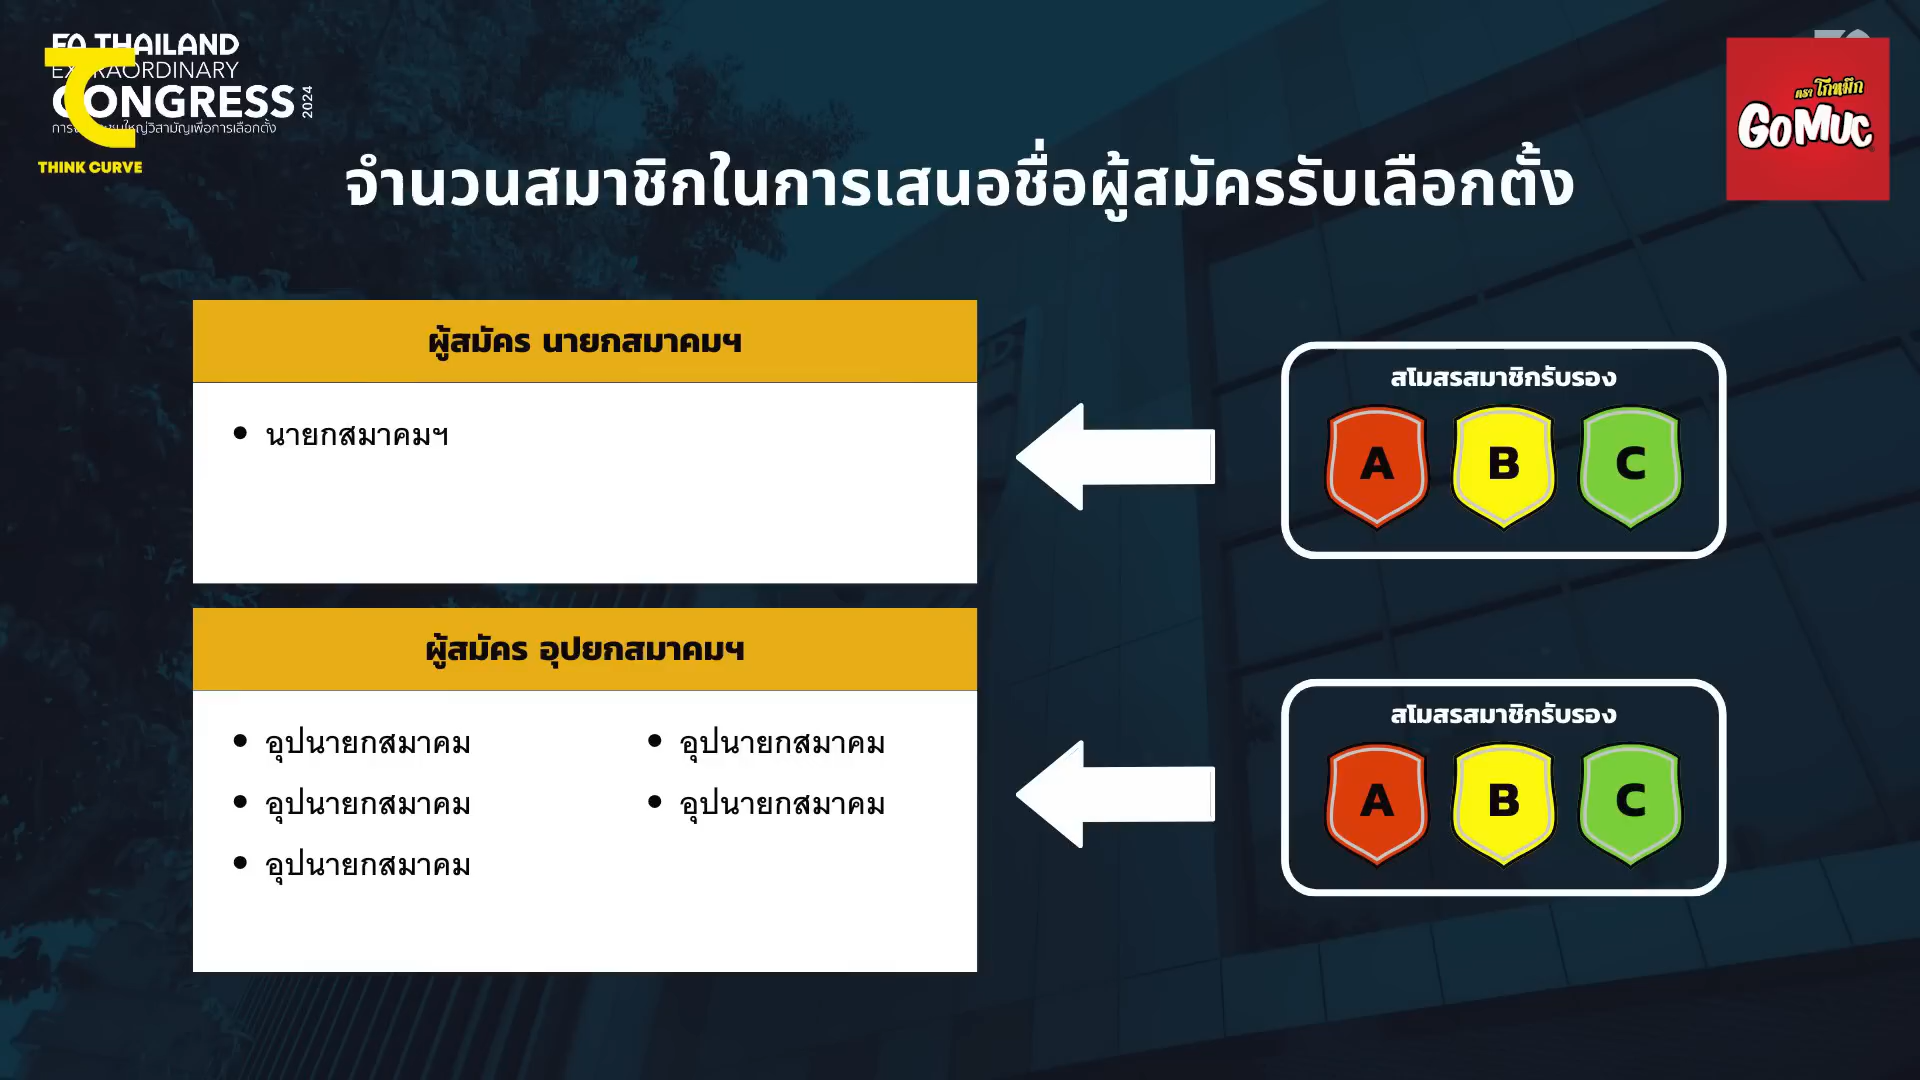 FA THAILAND
EXTRAORDINARY
CONGRESS 2024
THINK CURVE
ตรา โก๋หมึก
GOMUC
จำนวนสมาชิกในการเสนอชื่อผู้สมัครรับเลือกตั้ง
ผู้สมัคร นายกสมาคมฯ
• นายกสมาคมฯ
สโมสรสมาชิกรับรอง
A B C
ผู้สมัคร อุปยกสมาคมฯ
• อุปนายกสมาคม
• อุปนายกสมาคม
• อุปนายกสมาคม
• อุปนายกสมาคม
• อุปนายกสมาคม
สโมสรสมาชิกรับรอง
A B C